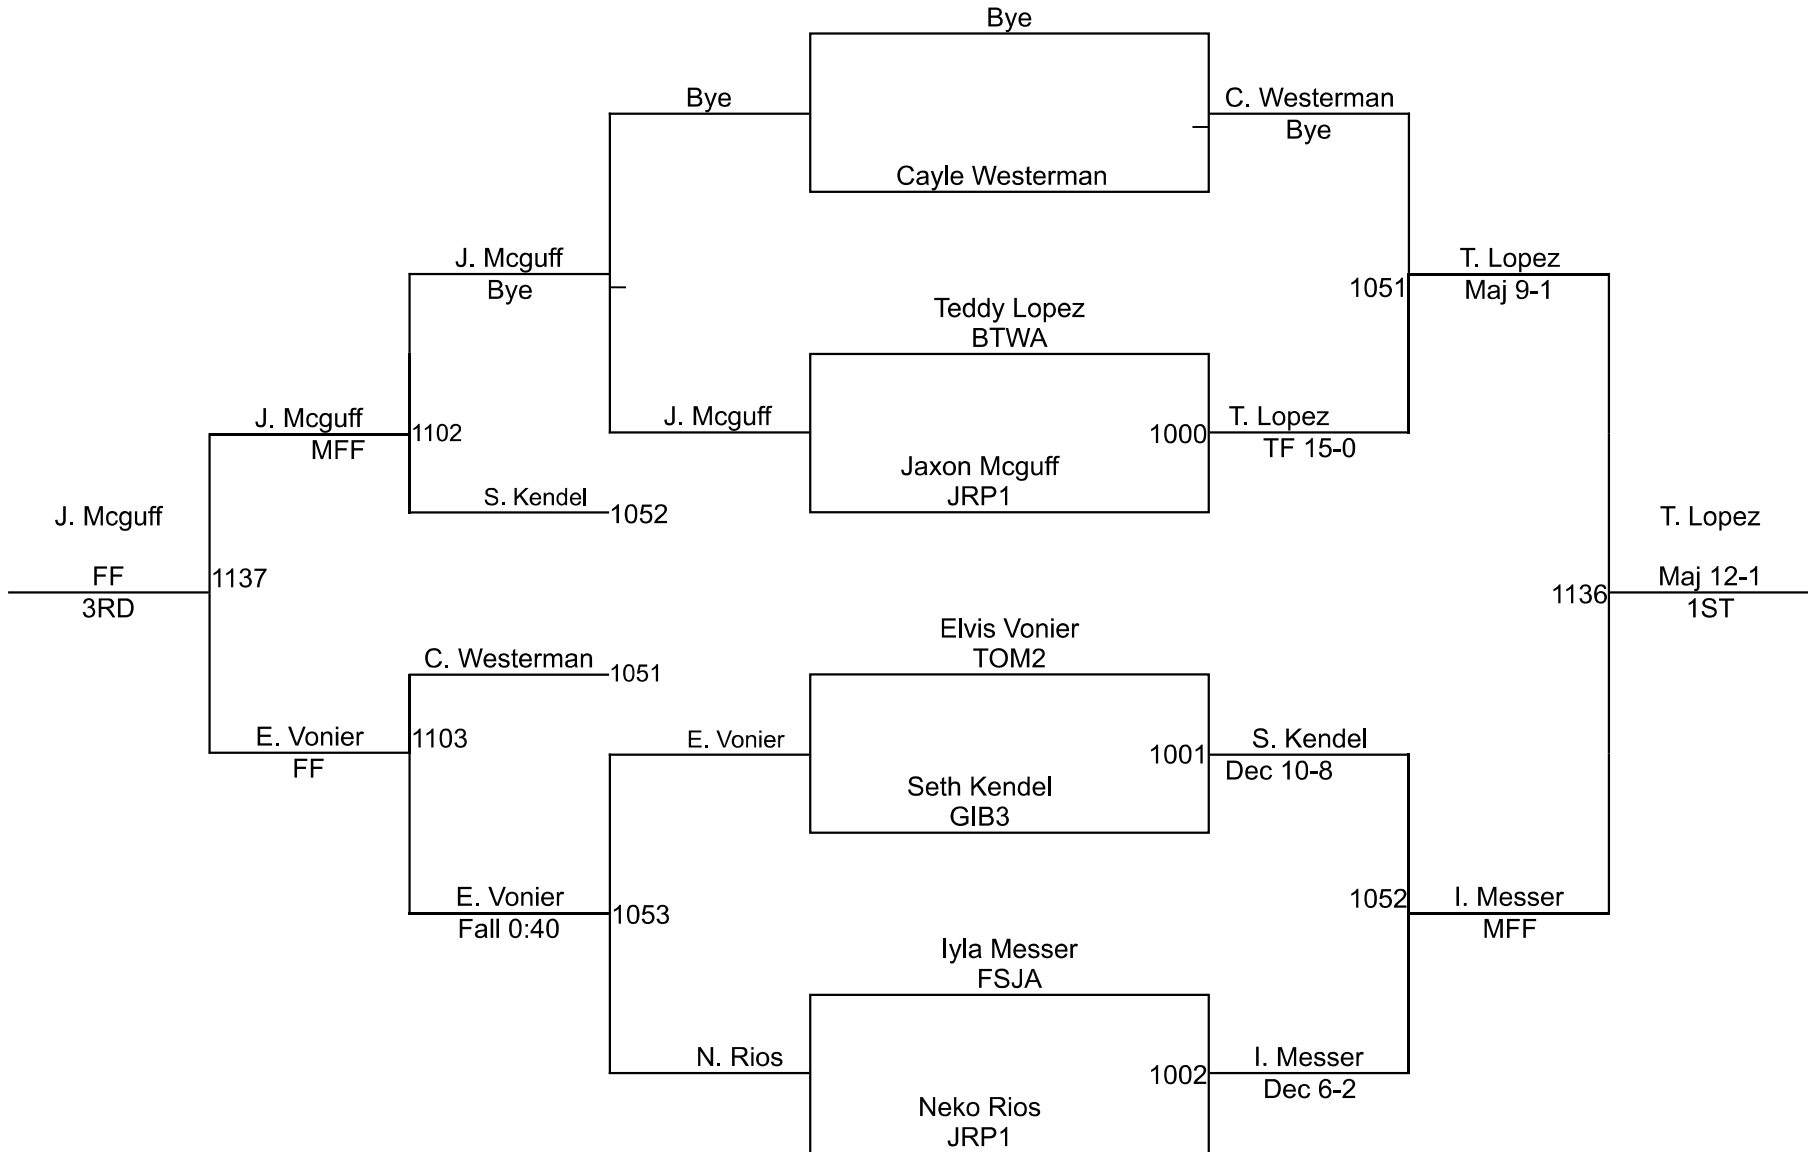 Bye
Bye
C. Westerman
Bye
Cayle Westerman
J. Mcguff
Bye
T. Lopez
Maj 9-1
1051
Teddy Lopez
BTWA
J. Mcguff
MFF
1102
J. Mcguff
1000
T. Lopez
TF 15-0
Jaxon Mcguff
JRP1
S. Kendel
1052
J. Mcguff
FF
3RD
1137
T. Lopez
Maj 12-1
1ST
1136
Elvis Vonier
TOM2
C. Westerman
1051
E. Vonier
FF
1103
E. Vonier
1001
S. Kendel
Dec 10-8
Seth Kendel
GIB3
E. Vonier
Fall 0:40
1053
1052
I. Messer
MFF
Iyla Messer
FSJA
N. Rios
1002
I. Messer
Dec 6-2
Neko Rios
JRP1